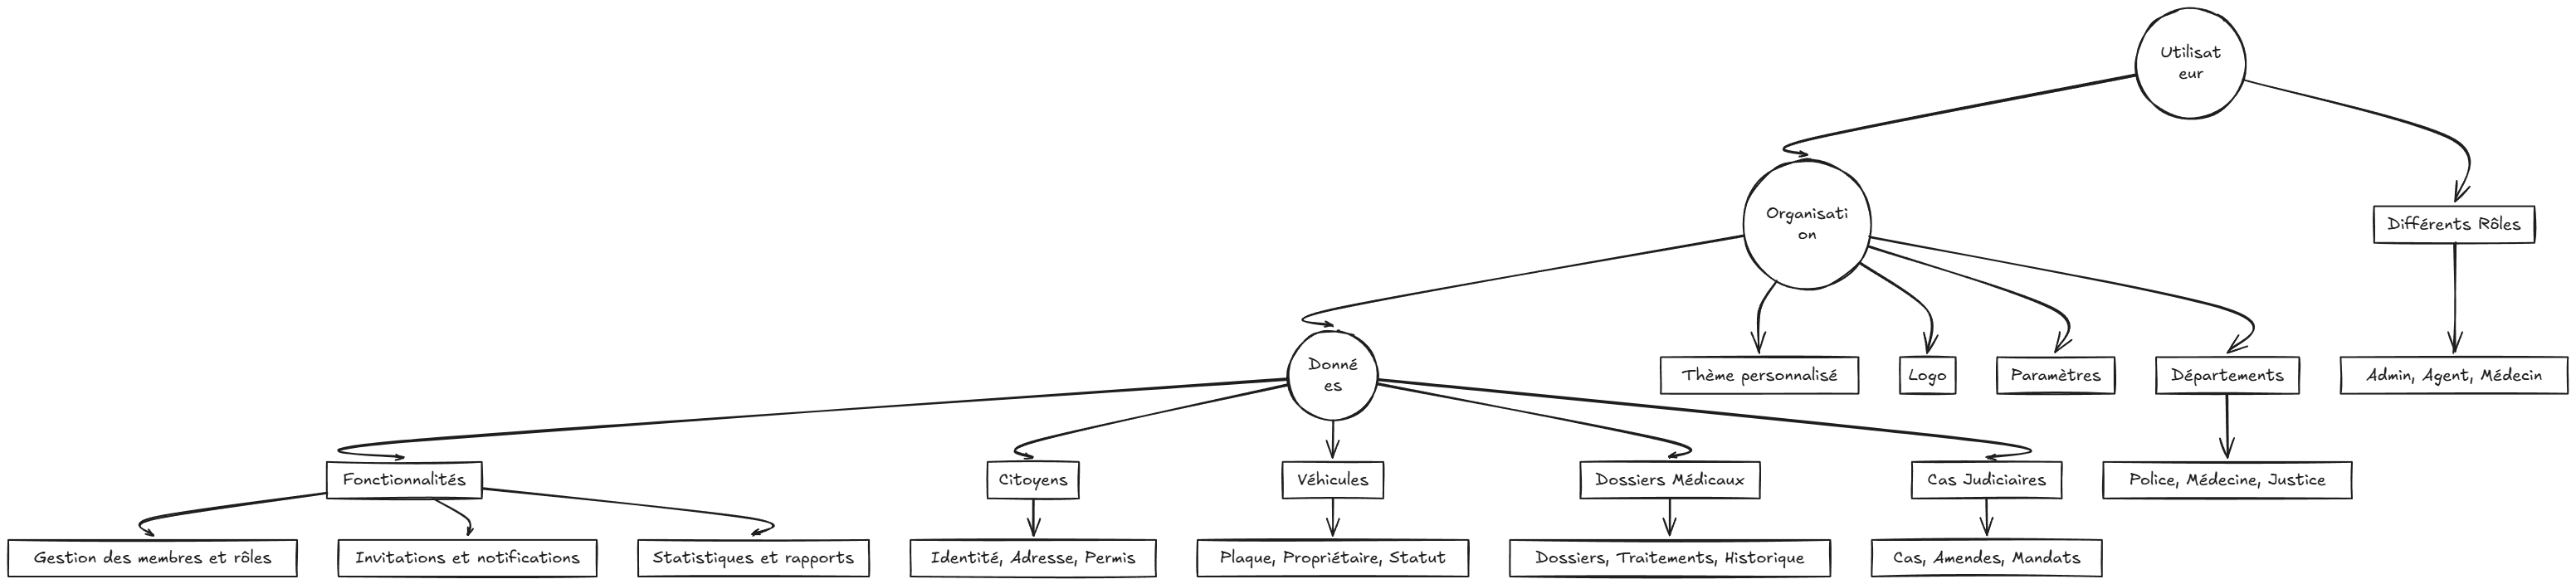 Utilisat
eur
Organisati
on
Différents Rôles
Donné
es
Thème personnalisé
Logo
Paramètres
Départements
Admin, Agent, Médecin
Fonctionnalités
Citoyens
Véhicules
Dossiers Médicaux
Cas Judiciaires
Police, Médecine, Justice
Gestion des membres et rôles
Invitations et notifications
Statistiques et rapports
Identité, Adresse, Permis
Plaque, Propriétaire, Statut
Dossiers, Traitements, Historique
Cas, Amendes, Mandats